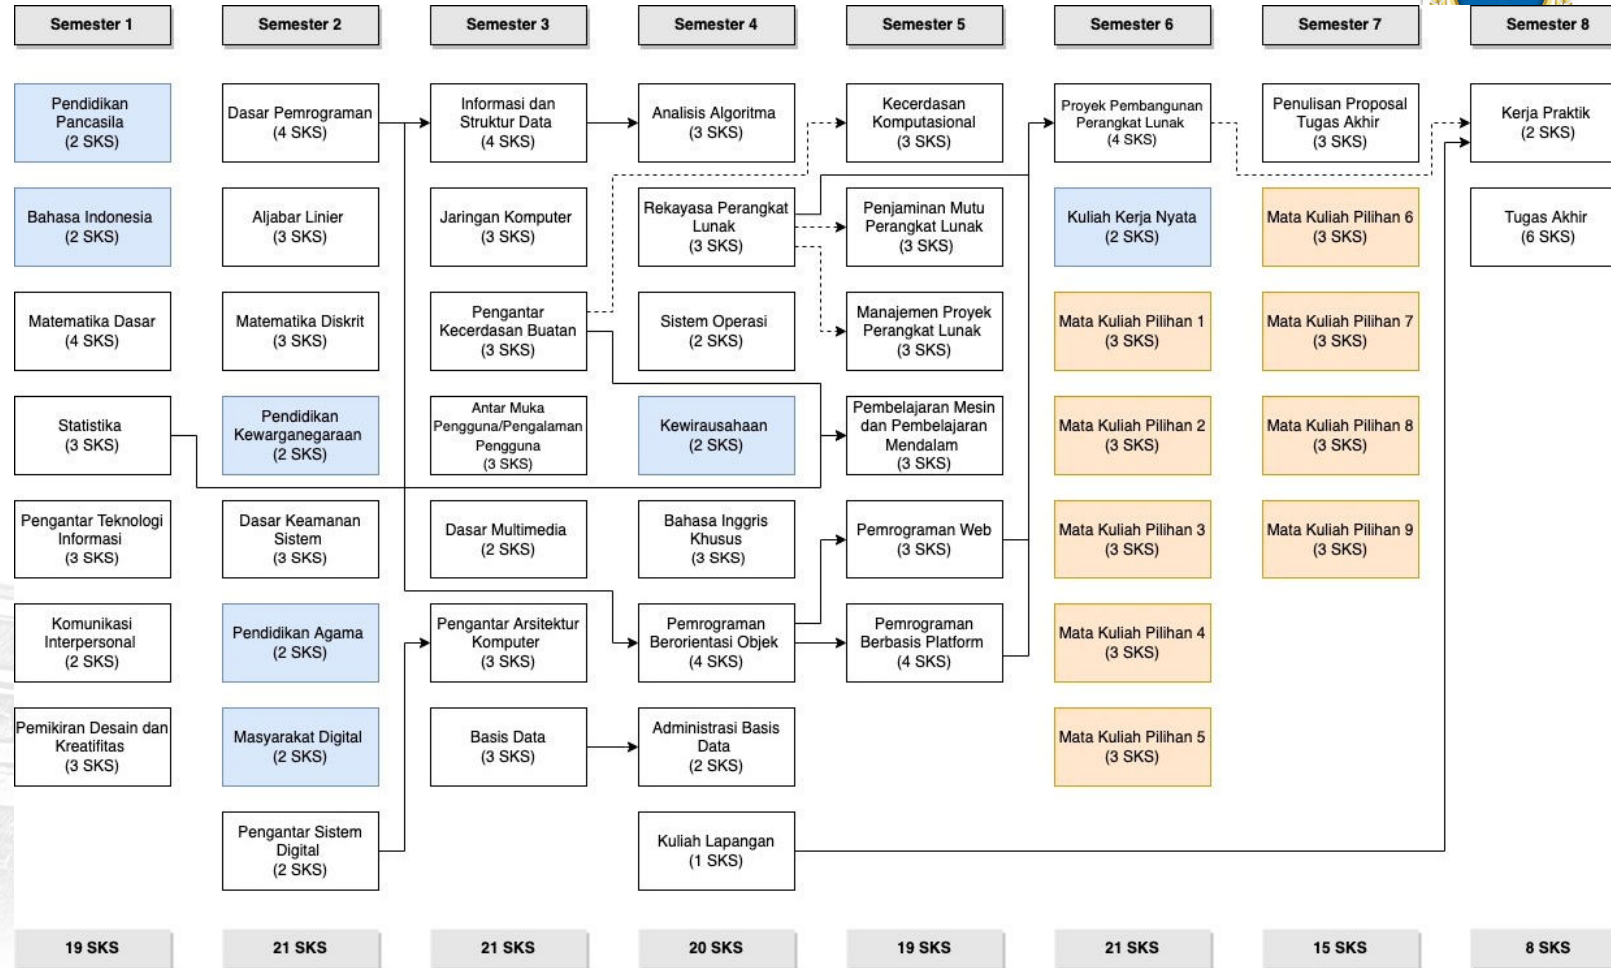 Semester 1
Semester 2
Semester 3
Semester 4
Semester 5
Semester 6
Semester 7
Semester 8
Pendidikan
Pancasila
(2 SKS)
Bahasa Indonesia
(2 SKS)
Matematika Dasar
(4 SKS)
Statistika
(3 SKS)
Pengantar Teknologi
Informasi
(3 SKS)
Komunikasi
Interpersonal
(2 SKS)
Pemikiran Desain dan
Kreatifitas
(3 SKS)
Dasar Pemrograman
(4 SKS)
Aljabar Linier
(3 SKS)
Matematika Diskrit
(3 SKS)
Pendidikan
Kewarganegaraan
(2 SKS)
Dasar Keamanan
Sistem
(3 SKS)
Pendidikan Agama
(2 SKS)
Masyarakat Digital
(2 SKS)
Pengantar Sistem
Digital
(2 SKS)
Informasi dan
Struktur Data
(4 SKS)
Jaringan Komputer
(3 SKS)
Pengantar
Kecerdasan Buatan
(3 SKS)
Antar Muka
Pengguna/Pengalaman
Pengguna
(3 SKS)
Dasar Multimedia
(2 SKS)
Pengantar Arsitektur
Komputer
(3 SKS)
Basis Data
(3 SKS)
Analisis Algoritma
(3 SKS)
Rekayasa Perangkat
Lunak
(3 SKS)
Sistem Operasi
(2 SKS)
Kewirausahaan
(2 SKS)
Bahasa Inggris
Khusus
(3 SKS)
Pemrograman
Berorientasi Objek
(4 SKS)
Administrasi Basis
Data
(2 SKS)
Kuliah Lapangan
(1 SKS)
Kecerdasan
Komputasional
(3 SKS)
Penjaminan Mutu
Perangkat Lunak
(3 SKS)
Manajemen Proyek
Perangkat Lunak
(3 SKS)
Pembelajaran Mesin
dan Pembelajaran
Mendalam
(3 SKS)
Pemrograman Web
(3 SKS)
Pemrograman
Berbasis Platform
(4 SKS)
Proyek Pembangunan
Perangkat Lunak
(4 SKS)
Kuliah Kerja Nyata
(2 SKS)
Mata Kuliah Pilihan 1
(3 SKS)
Mata Kuliah Pilihan 2
(3 SKS)
Mata Kuliah Pilihan 3
(3 SKS)
Mata Kuliah Pilihan 4
(3 SKS)
Mata Kuliah Pilihan 5
(3 SKS)
Penulisan Proposal
Tugas Akhir
(3 SKS)
Mata Kuliah Pilihan 6
(3 SKS)
Mata Kuliah Pilihan 7
(3 SKS)
Mata Kuliah Pilihan 8
(3 SKS)
Mata Kuliah Pilihan 9
(3 SKS)
Kerja Praktik
(2 SKS)
Tugas Akhir
(6 SKS)
19 SKS
21 SKS
21 SKS
20 SKS
19 SKS
21 SKS
15 SKS
8 SKS